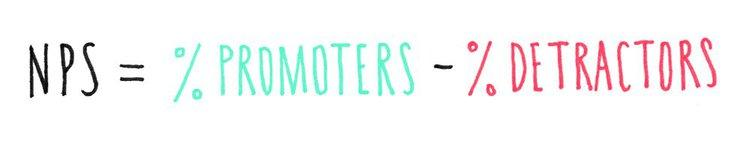 NPS = % PROMOTERS - % DETRACTORS